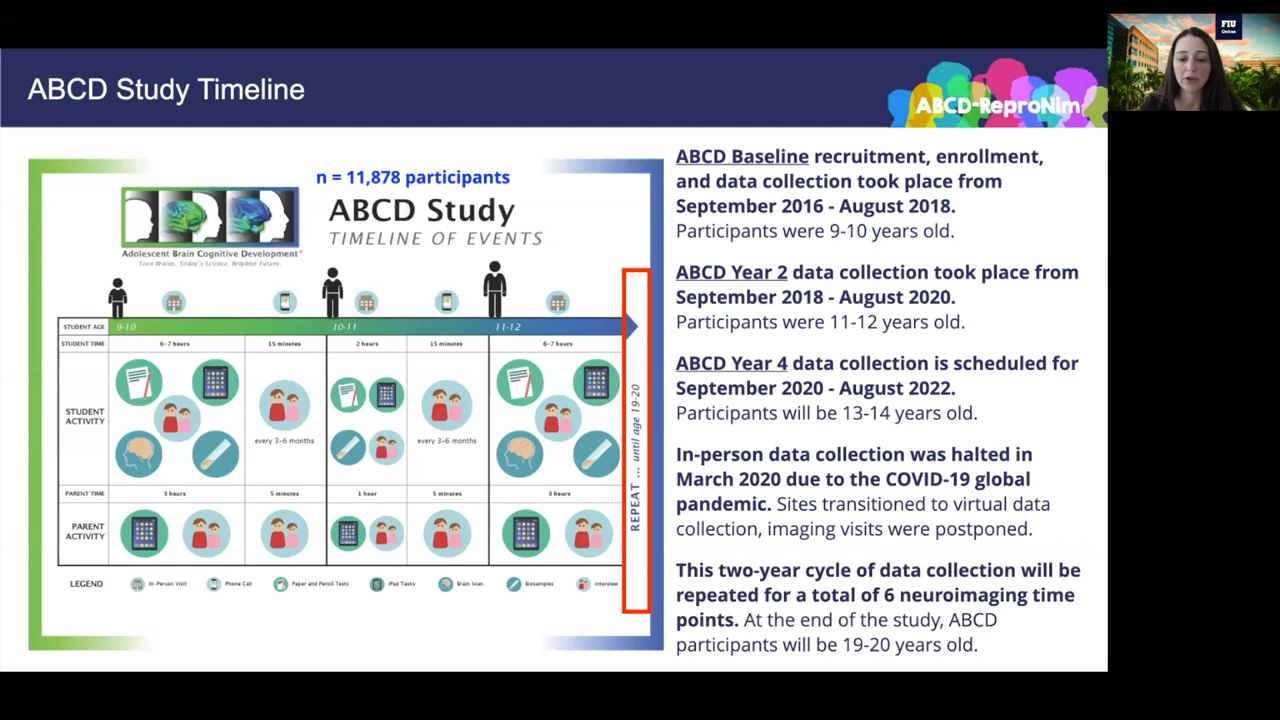 FIU
Online
ABCD Study Timeline
ABCD-ReproNim
n = 11,878 participants
ABCD Study
TIMELINE OF EVENTS
Adolescent Brain Cognitive Development
Teen Brains. Today's Science. Brighter Future.
STUDENT AGE 9-10 10-11 11-12
STUDENT TIME 6-7 hours 15 minutes 2 hours 15 minutes 6-7 hours
STUDENT
ACTIVITY
every 3-6 months every 3-6 months
PARENT TIME 3 hours 5 minutes 1 hour 5 minutes 3 hours
PARENT
ACTIVITY
REPEAT ... until age 19-20
LEGEND In-Person Visit Phone Call Paper and Pencil Tests iPad Tasks Brain Scan Biosamples Interview
ABCD Baseline recruitment, enrollment,
and data collection took place from
September 2016 - August 2018.
Participants were 9-10 years old.
ABCD Year 2 data collection took place from
September 2018 - August 2020.
Participants were 11-12 years old.
ABCD Year 4 data collection is scheduled for
September 2020 - August 2022.
Participants will be 13-14 years old.
In-person data collection was halted in
March 2020 due to the COVID-19 global
pandemic. Sites transitioned to virtual data
collection, imaging visits were postponed.
This two-year cycle of data collection will be
repeated for a total of 6 neuroimaging time
points. At the end of the study, ABCD
participants will be 19-20 years old.